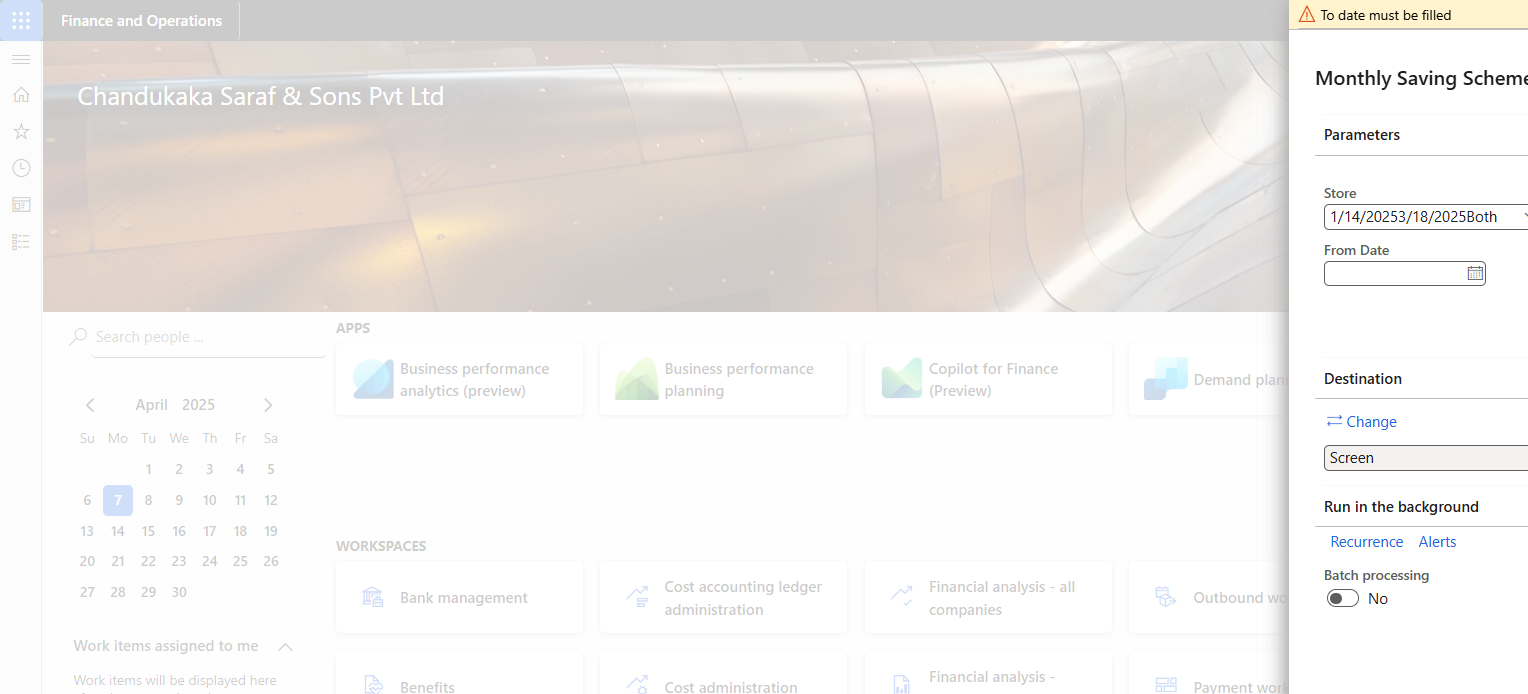 Finance and Operations
To date must be filled
Chandukaka Saraf & Sons Pvt Ltd
Monthly Saving Scheme
Parameters
Store
1/14/20253/18/2025Both
From Date
Search people ...
APPS
Business performance
analytics (preview)
Business performance
planning
Copilot for Finance
(Preview)
Demand plan
April 2025
Su Mo Tu We Th Fr Sa
1 2 3 4 5
6 7 8 9 10 11 12
13 14 15 16 17 18 19
20 21 22 23 24 25 26
27 28 29 30
Destination
Change
Screen
Run in the background
Recurrence Alerts
Batch processing
No
WORKSPACES
Bank management
Cost accounting ledger
administration
Financial analysis - all
companies
Outbound wo
Work items assigned to me
Work items will be displayed here
Benefits
Cost administration
Financial analysis -
Payment work